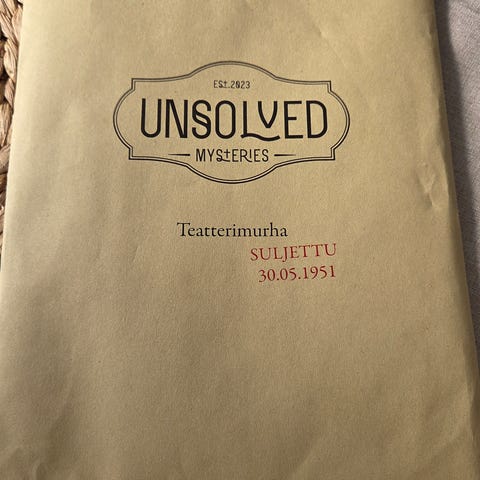 Est.2023
UNSOLVED
MYSTERIES
Teatterimurha
SULJETTU
30.05.1951